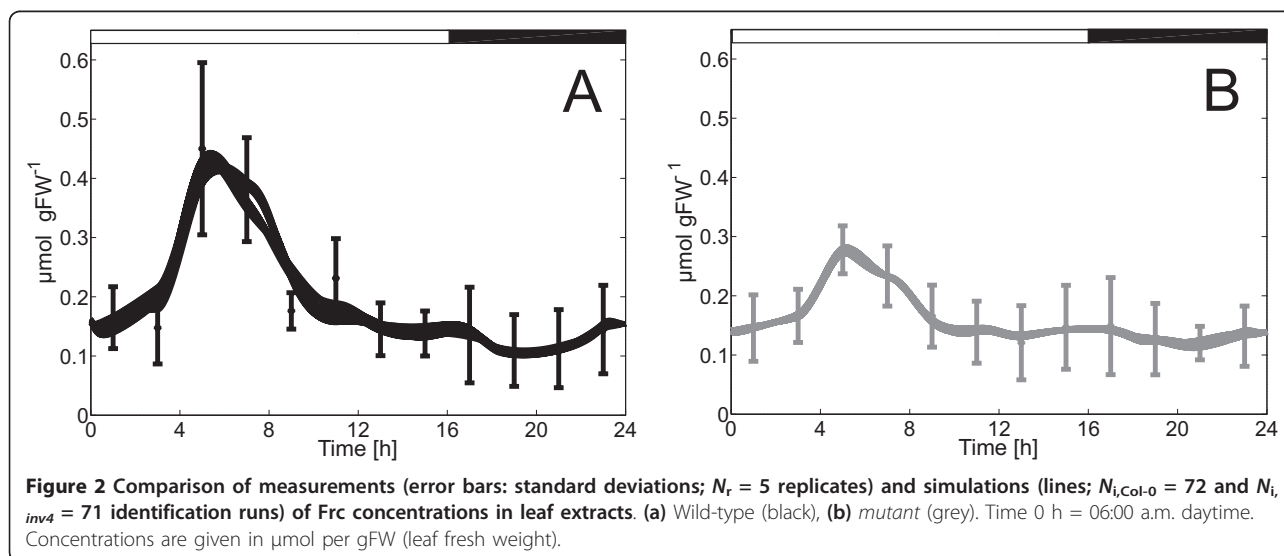 A
0.6
0.5
0.4
0.3
0.2
0.1
0
μmol gFW⁻¹
0 4 8 12 16 20 24
Time [h]
B
0.6
0.5
0.4
0.3
0.2
0.1
0
μmol gFW⁻¹
0 4 8 12 16 20 24
Time [h]
Figure 2 Comparison of measurements (error bars: standard deviations; Nr = 5 replicates) and simulations (lines; Ni,Col-0 = 72 and Ni,
inv4 = 71 identification runs) of Frc concentrations in leaf extracts. (a) Wild-type (black), (b) mutant (grey). Time 0 h = 06:00 a.m. daytime.
Concentrations are given in μmol per gFW (leaf fresh weight).